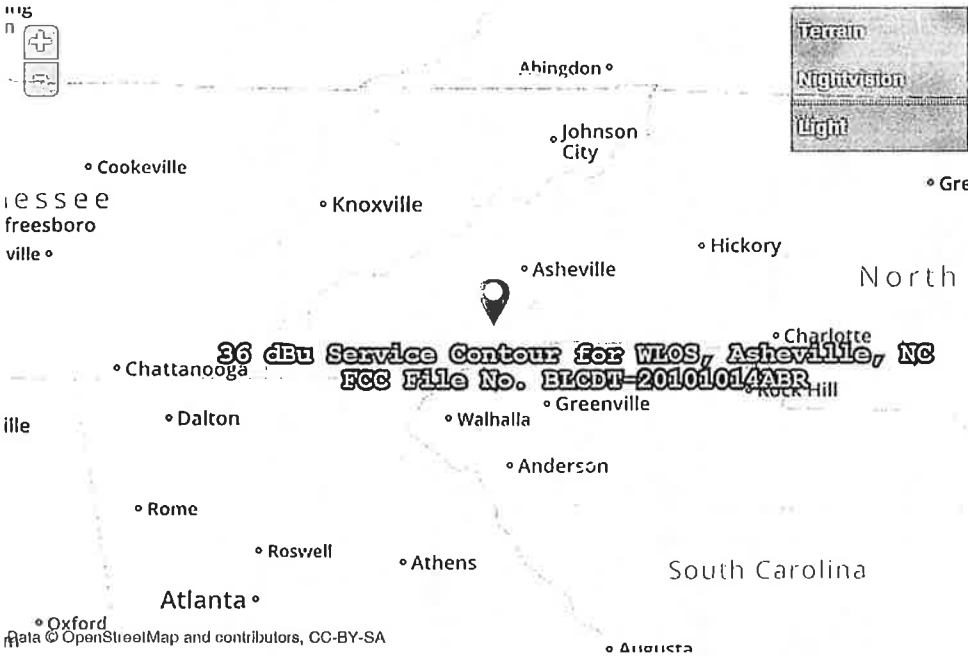 Terrain
Abingdon
Nightvision
Light
Johnson
City
Cookeville
Gre
essee
Knoxville
freesboro
Hickory
ville
Asheville
North
Charlotte
36 dBu Service Contour for WLOS, Asheville, NC
Chattanooga
FCC File No. BLCDT-20101014ABR
Rock Hill
Greenville
Dalton
Walhalla
ille
Anderson
Rome
Roswell
Athens
South Carolina
Atlanta
Oxford
Data © OpenStreetMap and contributors, CC-BY-SA
Augusta